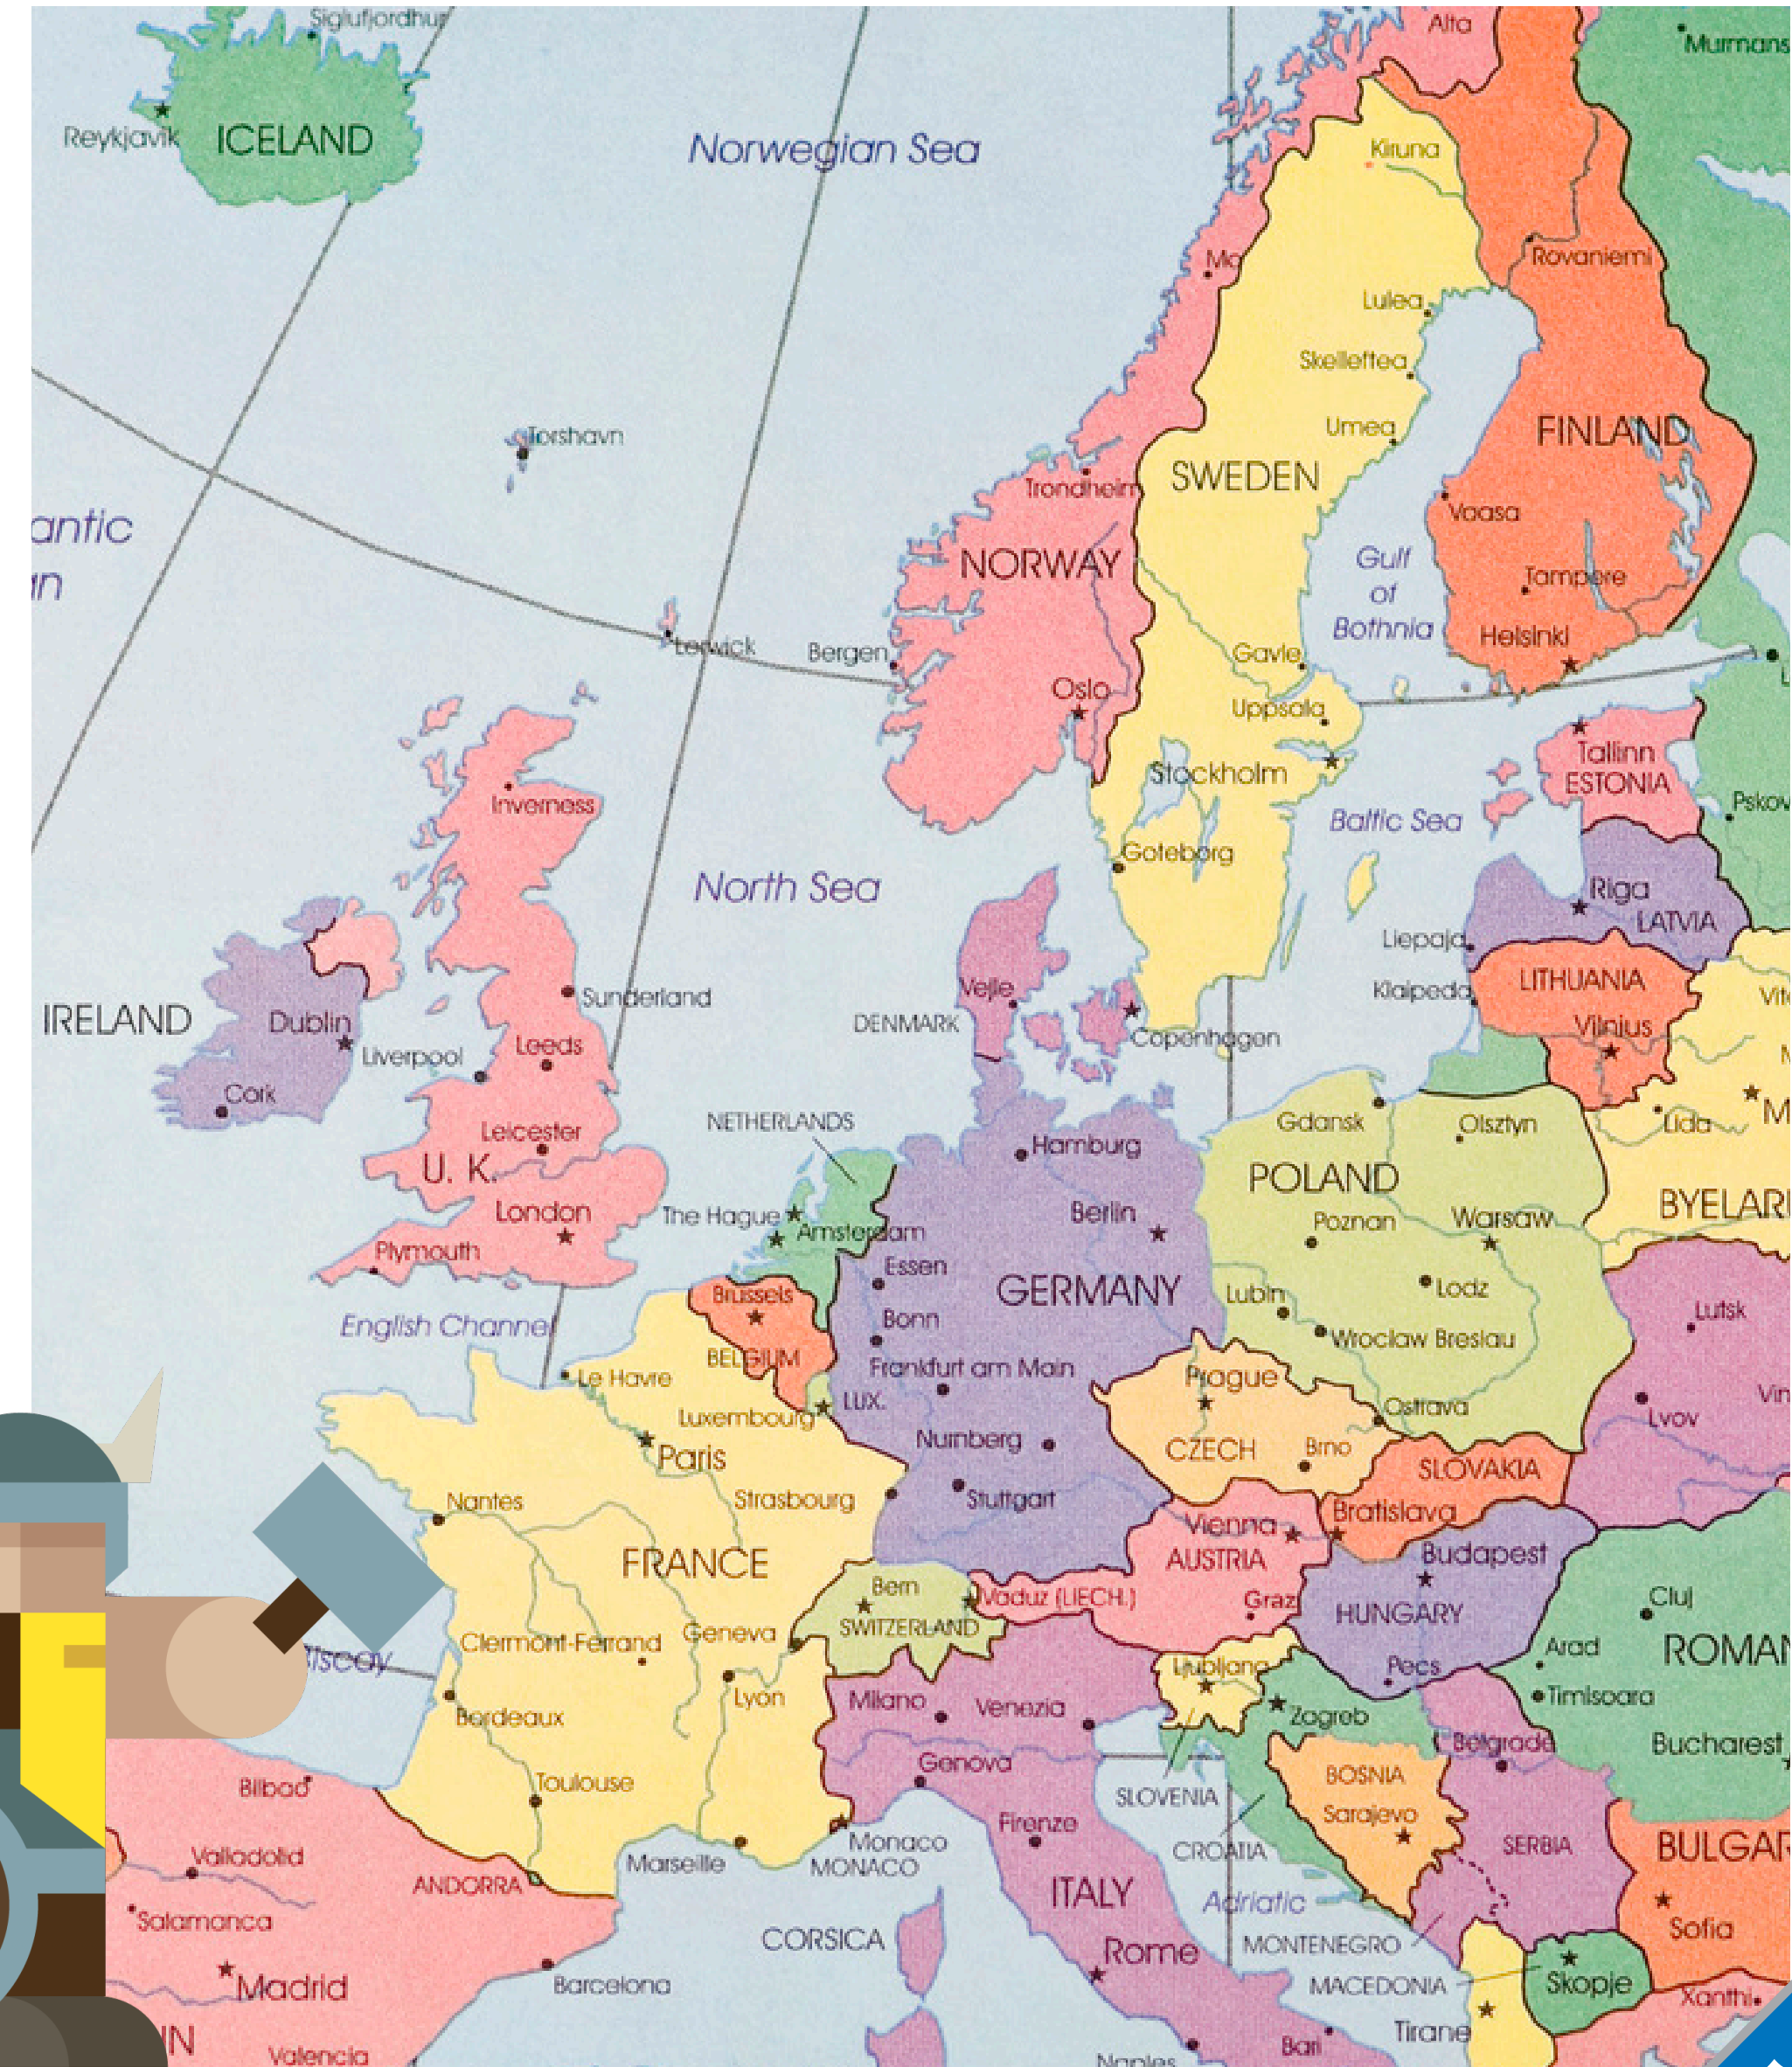 Siglufjordhur
Alta
Reykjavik
ICELAND
Norwegian Sea
Kiruna
Mo
Rovaniemi
Lulea
Skelleftea
Umea
FINLAND
Torshavn
SWEDEN
Trondheim
Vaasa
antic
NORWAY
Gulf
of
Bothnia
Tampere
Helsinki
Lerwick
Bergen
Gavle
Oslo
Uppsala
Stockholm
Tallinn
ESTONIA
Inverness
Baltic Sea
Goteborg
North Sea
Riga
LATVIA
Liepaja
LITHUANIA
Klaipeda
Vejle
Sunderland
IRELAND
Dublin
DENMARK
Vilnius
Copenhagen
Liverpool
Leeds
Cork
NETHERLANDS
Gdansk
Olsztyn
Lida
Leicester
Hamburg
U. K.
POLAND
London
The Hague
Amsterdam
Berlin
Poznan
Warsaw
BYELAR
Plymouth
Essen
GERMANY
Lubin
Lodz
Brussels
English Channel
Bonn
Wroclaw Breslau
Lutsk
BELGIUM
Frankfurt am Main
Le Havre
Prague
LUX.
Luxembourg
Ostrava
Lvov
Nurnberg
CZECH
Brno
Paris
SLOVAKIA
Nantes
Strasbourg
Stuttgart
Bratislava
Vienna
AUSTRIA
Budapest
FRANCE
Bern
Vaduz (LIECH.)
Graz
HUNGARY
Cluj
SWITZERLAND
Clermont-Ferrand
Geneva
Arad
ROMAN
Biscay
Ljubljana
Pecs
Lyon
Milano
Venezia
Timisoara
Bordeaux
Zagreb
Belgrade
Bucharest
Genova
Bilbao
Toulouse
BOSNIA
SLOVENIA
Sarajevo
Firenze
Monaco
MONACO
CROATIA
SERBIA
BULGAR
Valladolid
Marseille
ANDORRA
ITALY
Adriatic
Salamanca
CORSICA
Sofia
MONTENEGRO
Rome
Madrid
Barcelona
MACEDONIA
Skopje
Xanthi
Tirane
Bari
IN
Valencia
Naples